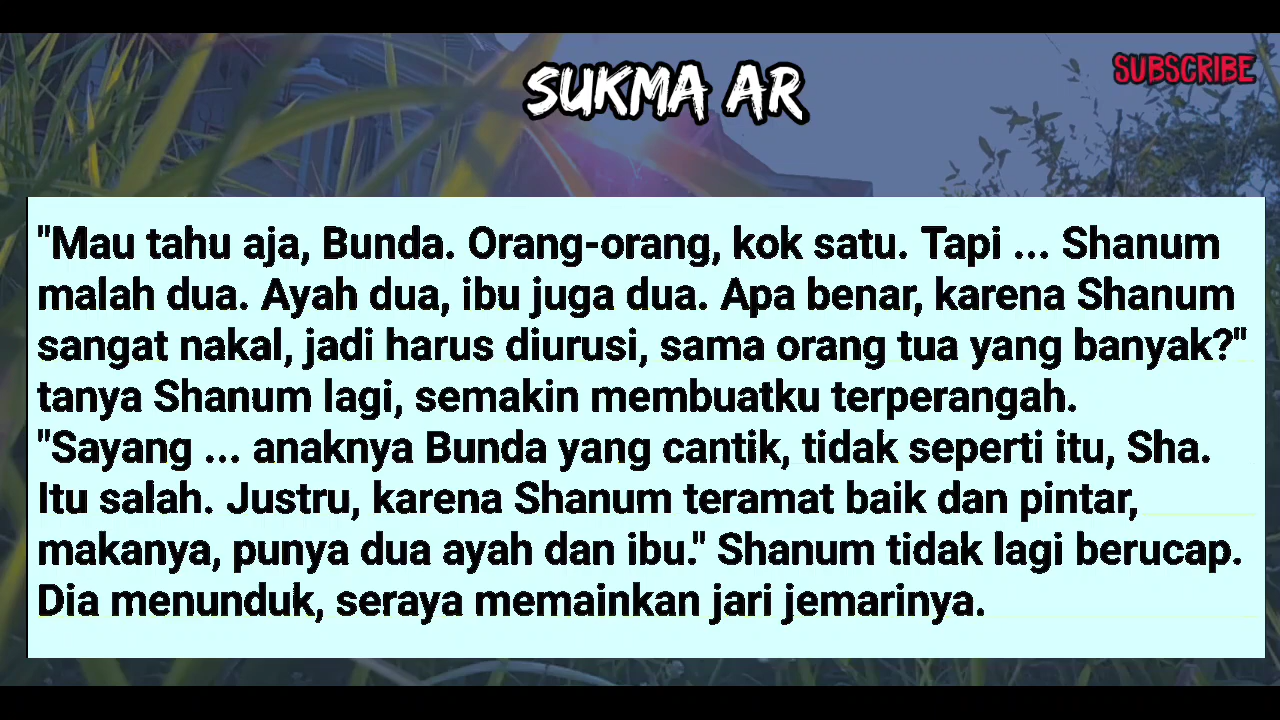 SUKMA AR
SUBSCRIBE
"Mau tahu aja, Bunda. Orang-orang, kok satu. Tapi ... Shanum
malah dua. Ayah dua, ibu juga dua. Apa benar, karena Shanum
sangat nakal, jadi harus diurusi, sama orang tua yang banyak?"
tanya Shanum lagi, semakin membuatku terperangah.
"Sayang ... anaknya Bunda yang cantik, tidak seperti itu, Sha.
Itu salah. Justru, karena Shanum teramat baik dan pintar,
makanya, punya dua ayah dan ibu." Shanum tidak lagi berucap.
Dia menunduk, seraya memainkan jari jemarinya.